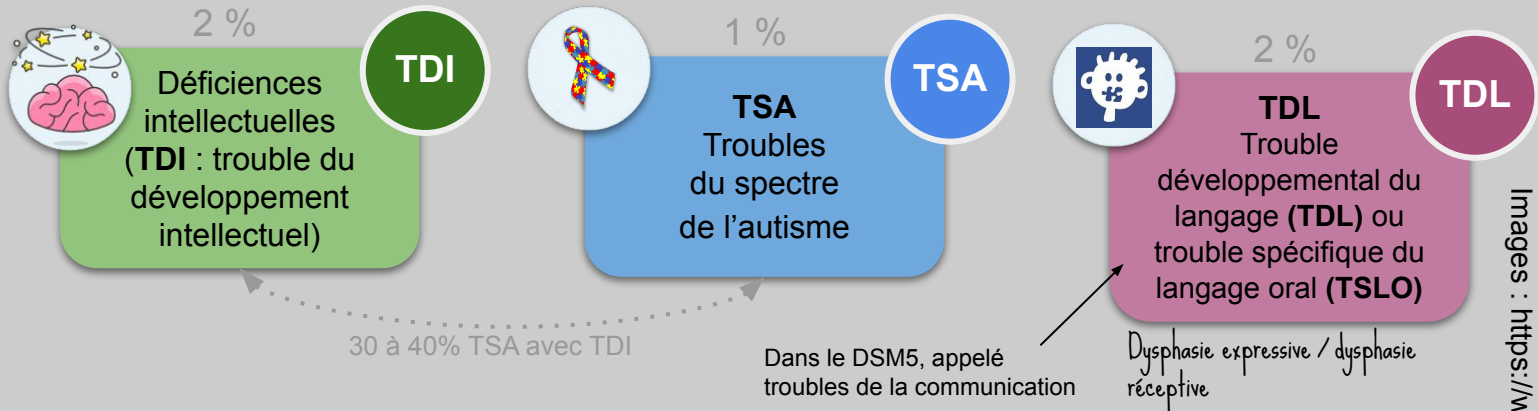 2 %
TDI
Déficiences
intellectuelles
(TDI : trouble du
développement
intellectuel)
1 %
TSA
TSA
Troubles
du spectre
de l'autisme
2 %
TDL
TDL
Trouble
développemental du
langage (TDL) ou
trouble spécifique du
langage oral (TSLO)
30 à 40% TSA avec TDI
Dans le DSM5, appelé
troubles de la communication
Dysphasie expressive / dysphasie
réceptive
Images : https://w